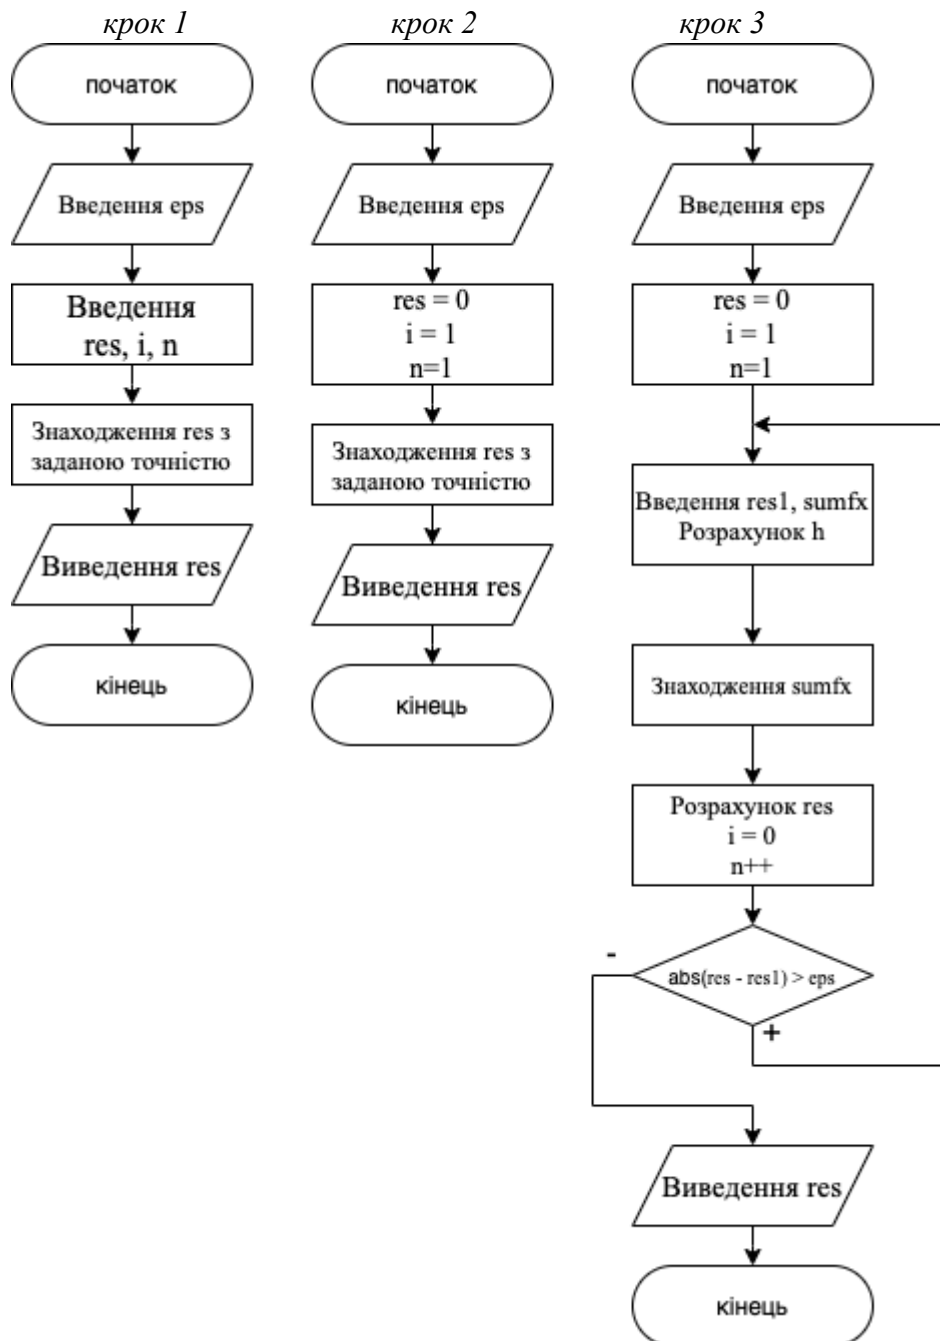 крок 1
початок
Введення eps
Введення
res, i, n
Знаходження res з
заданою точністю
Виведення res
кінець
крок 2
початок
Введення eps
res = 0
i = 1
n=1
Знаходження res з
заданою точністю
Виведення res
кінець
крок 3
початок
Введення eps
res = 0
i = 1
n=1
Введення res1, sumfx
Розрахунок h
Знаходження sumfx
Розрахунок res
i = 0
n++
-
abs(res - res1) > eps
+
Виведення res
кінець